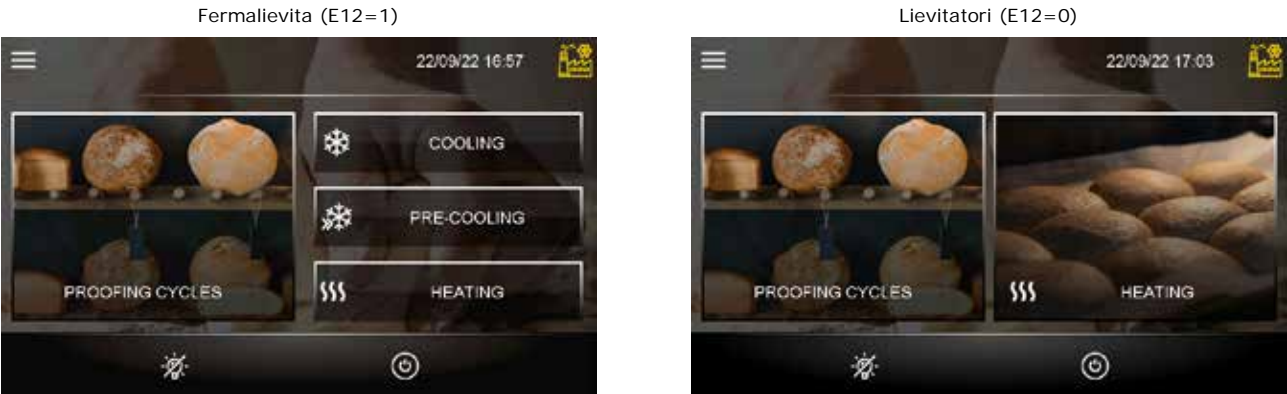 Fermalievita (E12=1)
22/09/22 16:57
COOLING
PRE-COOLING
PROOFING CYCLES
HEATING
Lievitatori (E12=0)
22/09/22 17:03
PROOFING CYCLES
HEATING